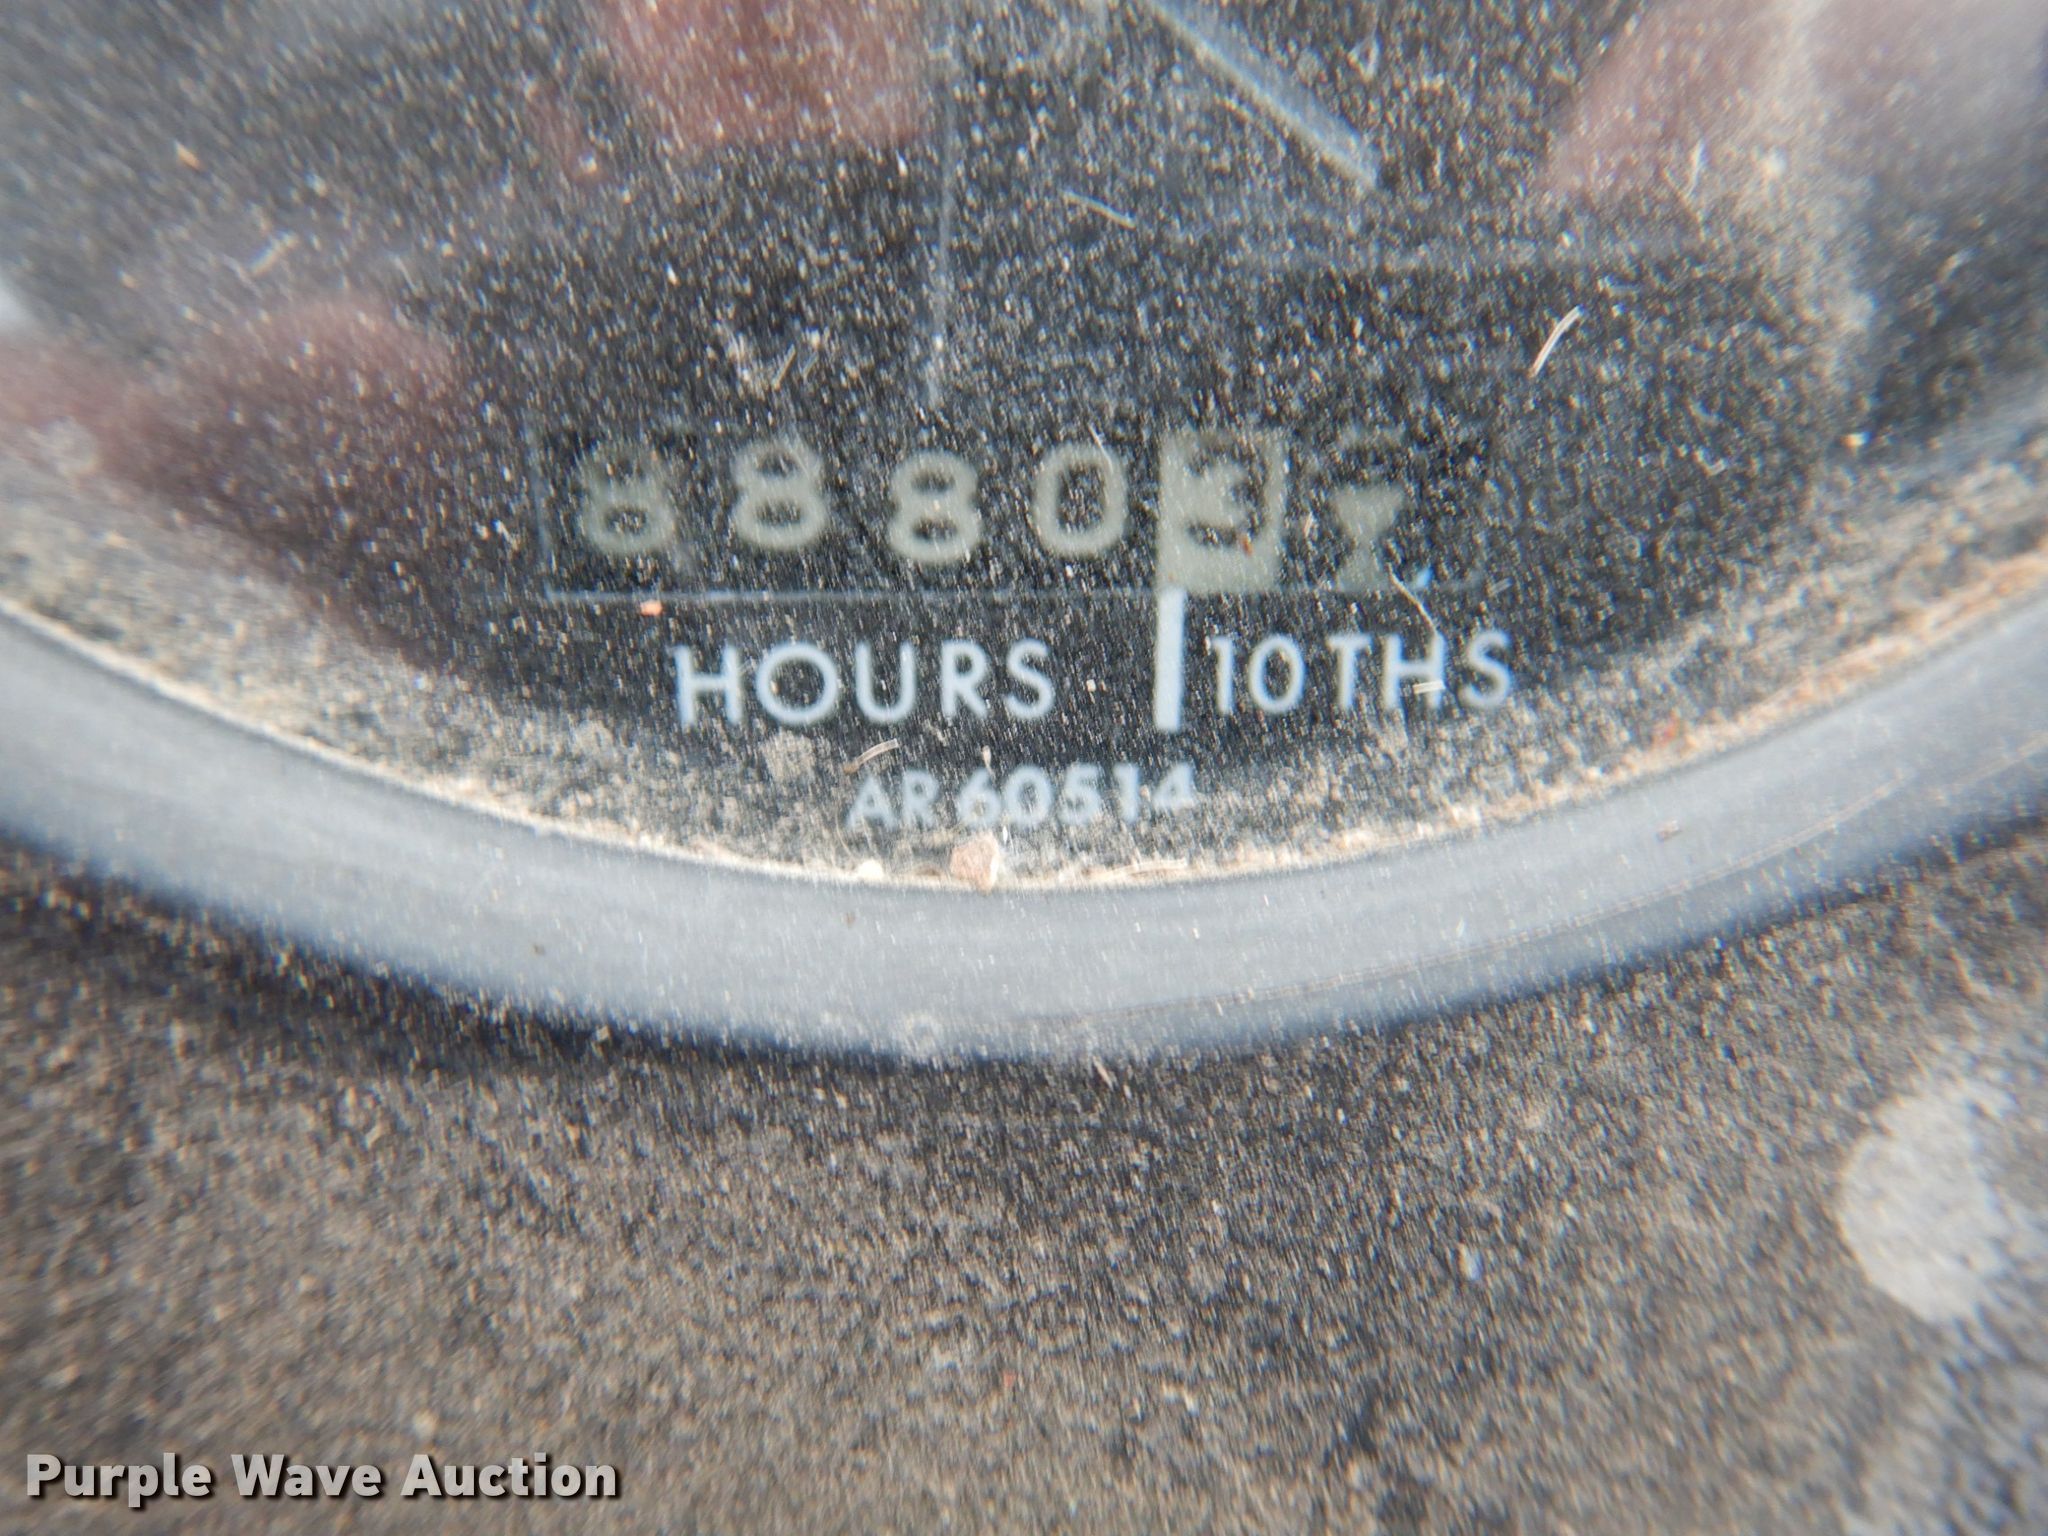 88803
HOURS 10THS
AR60514
Purple Wave Auction